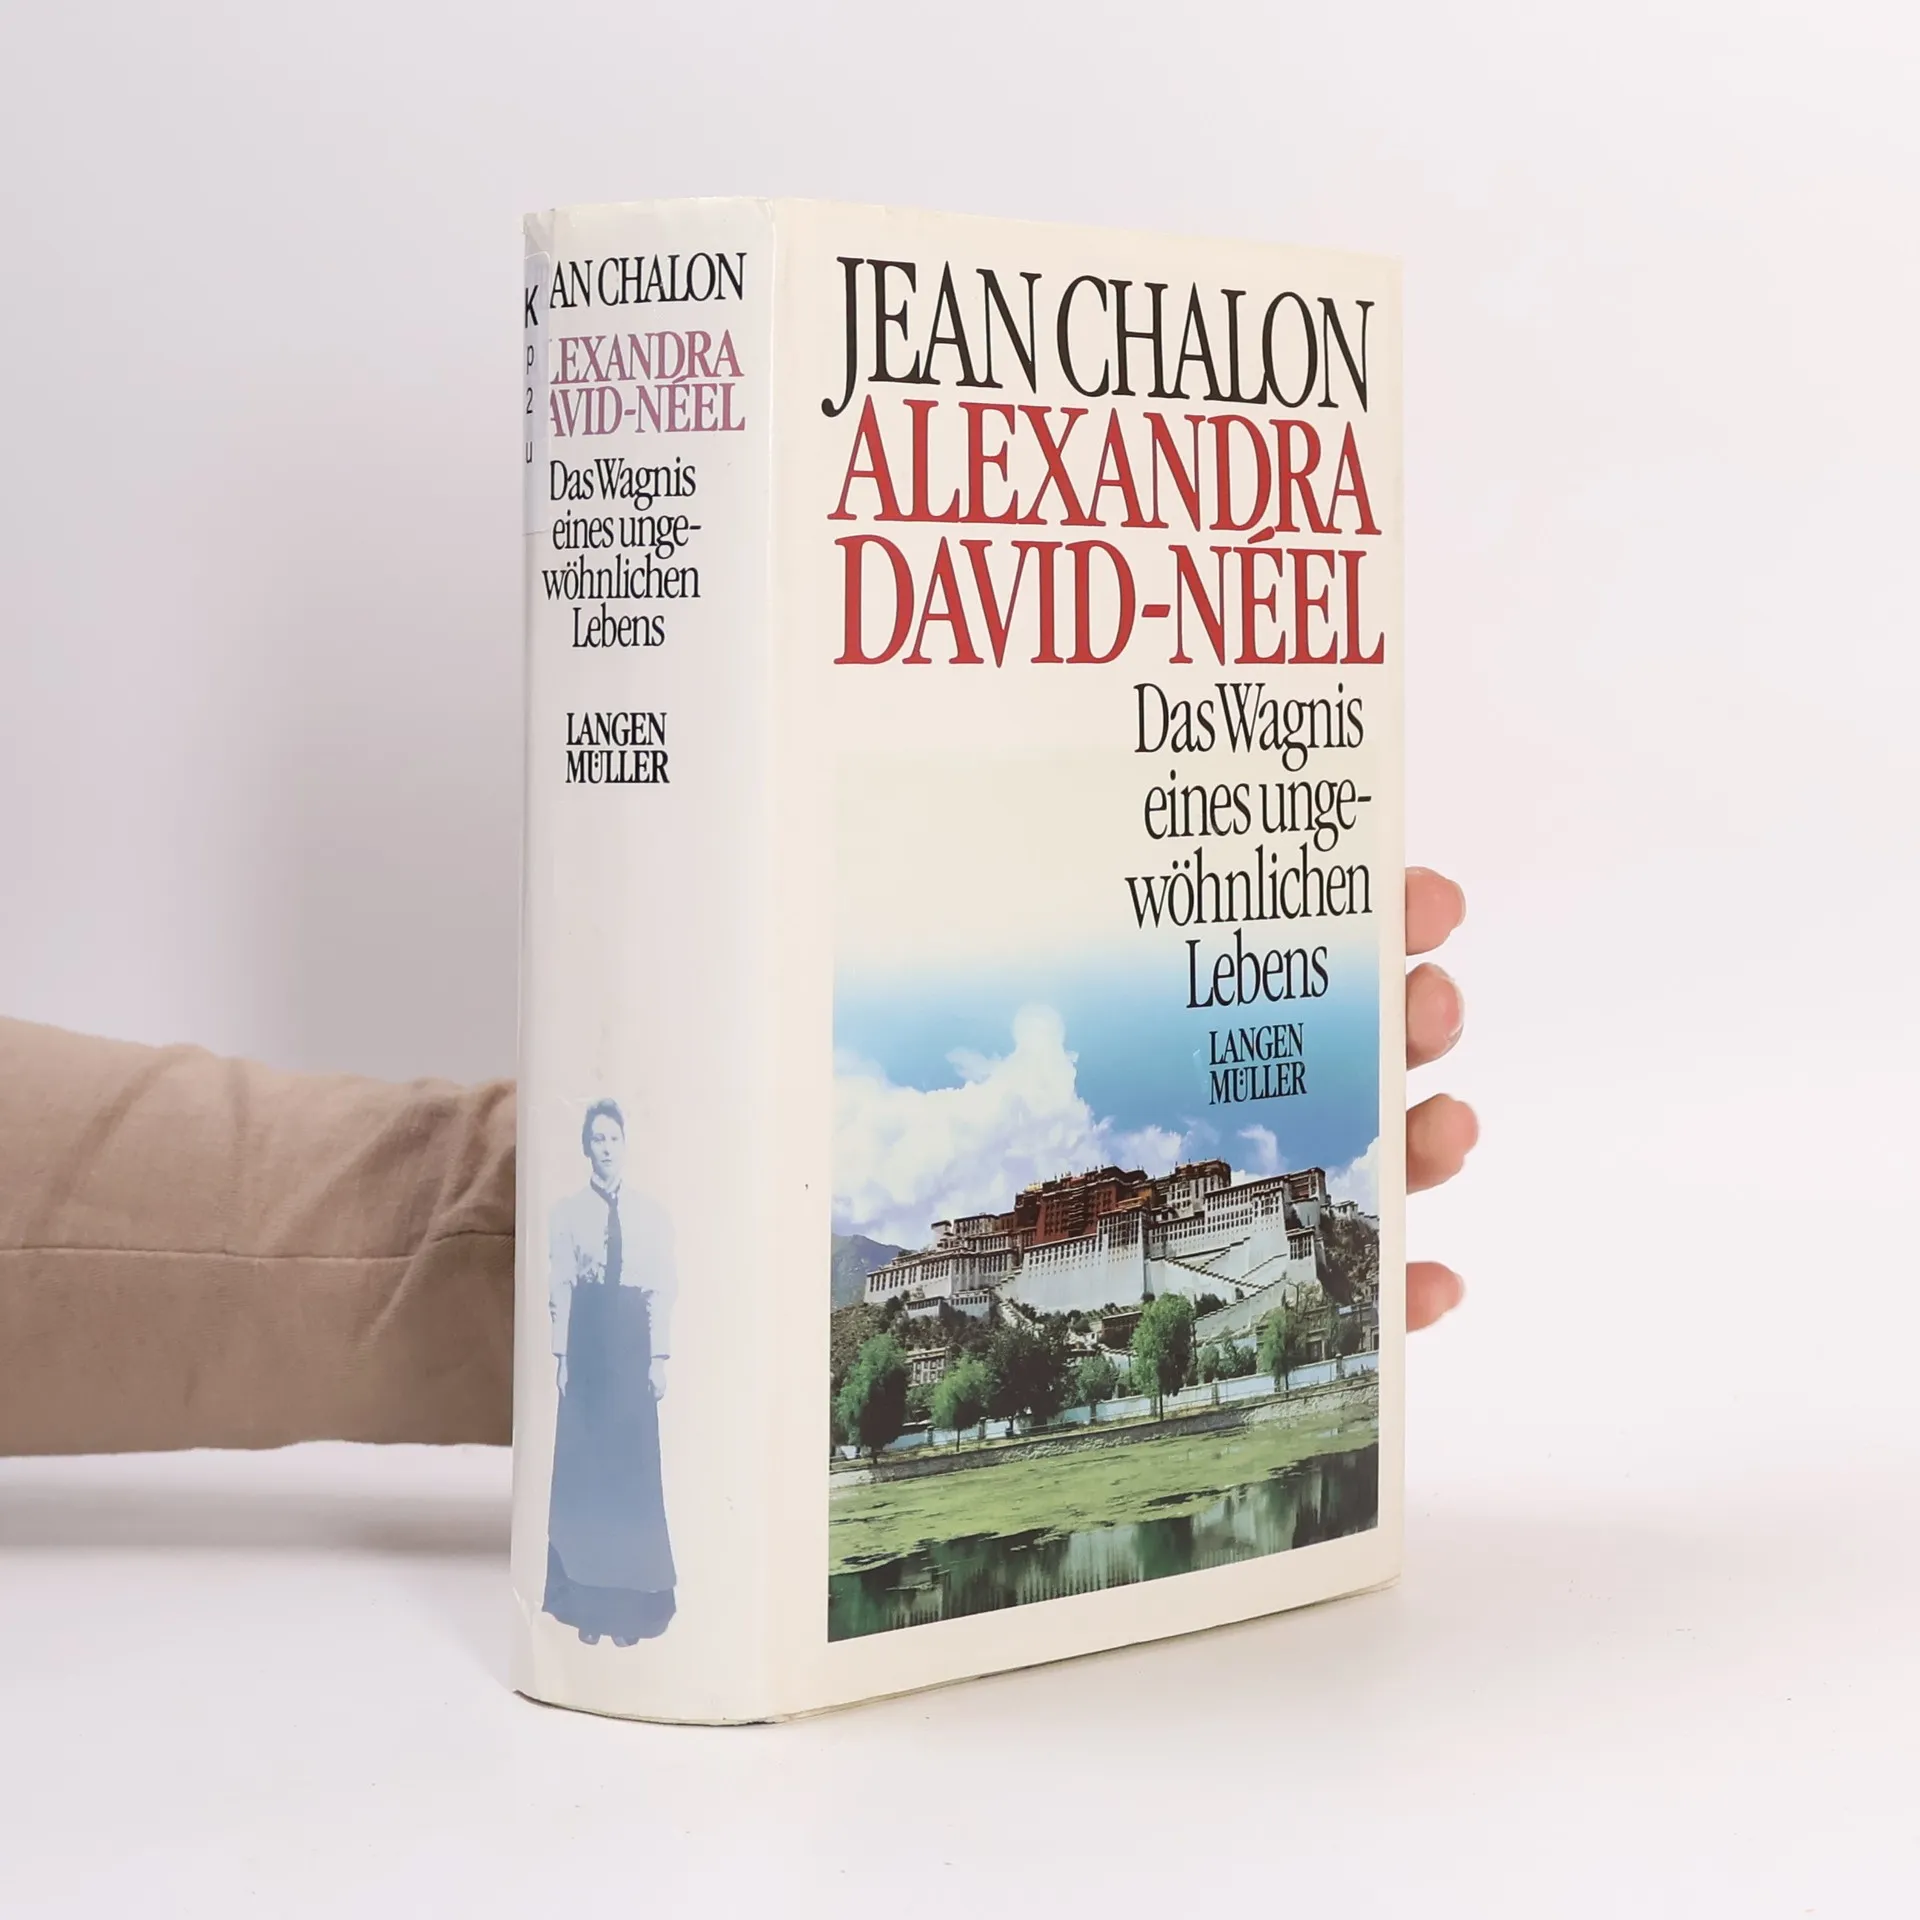 AN CHALON
LEXANDRA
AVID-NÉEL
Das Wagnis
eines unge-
wöhnlichen
Lebens
LANGEN
MÜLLER
K
p
2
u
JEAN CHALON
ALEXANDRA
DAVID-NÉEL
Das Wagnis
eines unge-
wöhnlichen
Lebens
LANGEN
MÜLLER